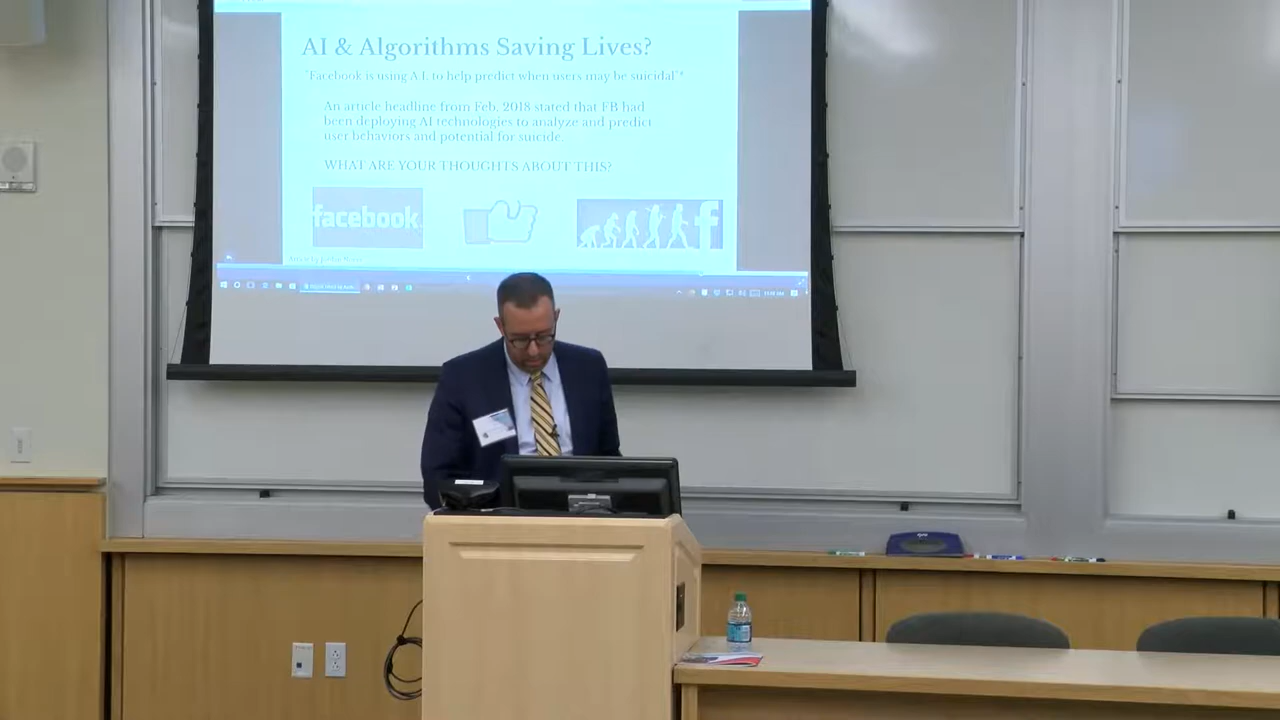 AI & Algorithms Saving Lives?
"Facebook is using A.I. to help predict when users may be suicidal"*
An article headline from Feb. 2018 stated that FB had
been deploying AI technologies to analyze and predict
user behaviors and potential for suicide.
WHAT ARE YOUR THOUGHTS ABOUT THIS?
facebook.
f